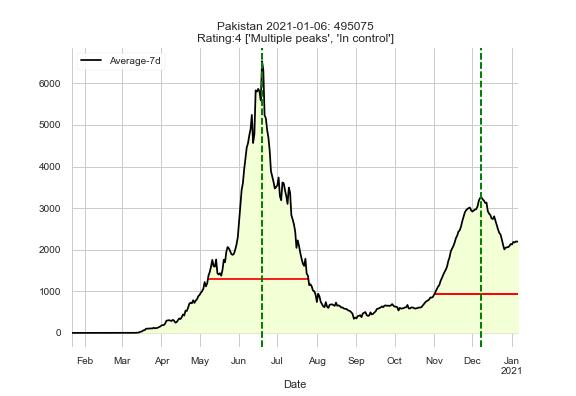 Pakistan 2021-01-06: 495075
Rating:4 ['Multiple peaks', 'In control']
Average-7d
6000
5000
4000
3000
2000
1000
0
Feb Mar Apr May Jun Jul Aug Sep Oct Nov Dec Jan
2021
Date